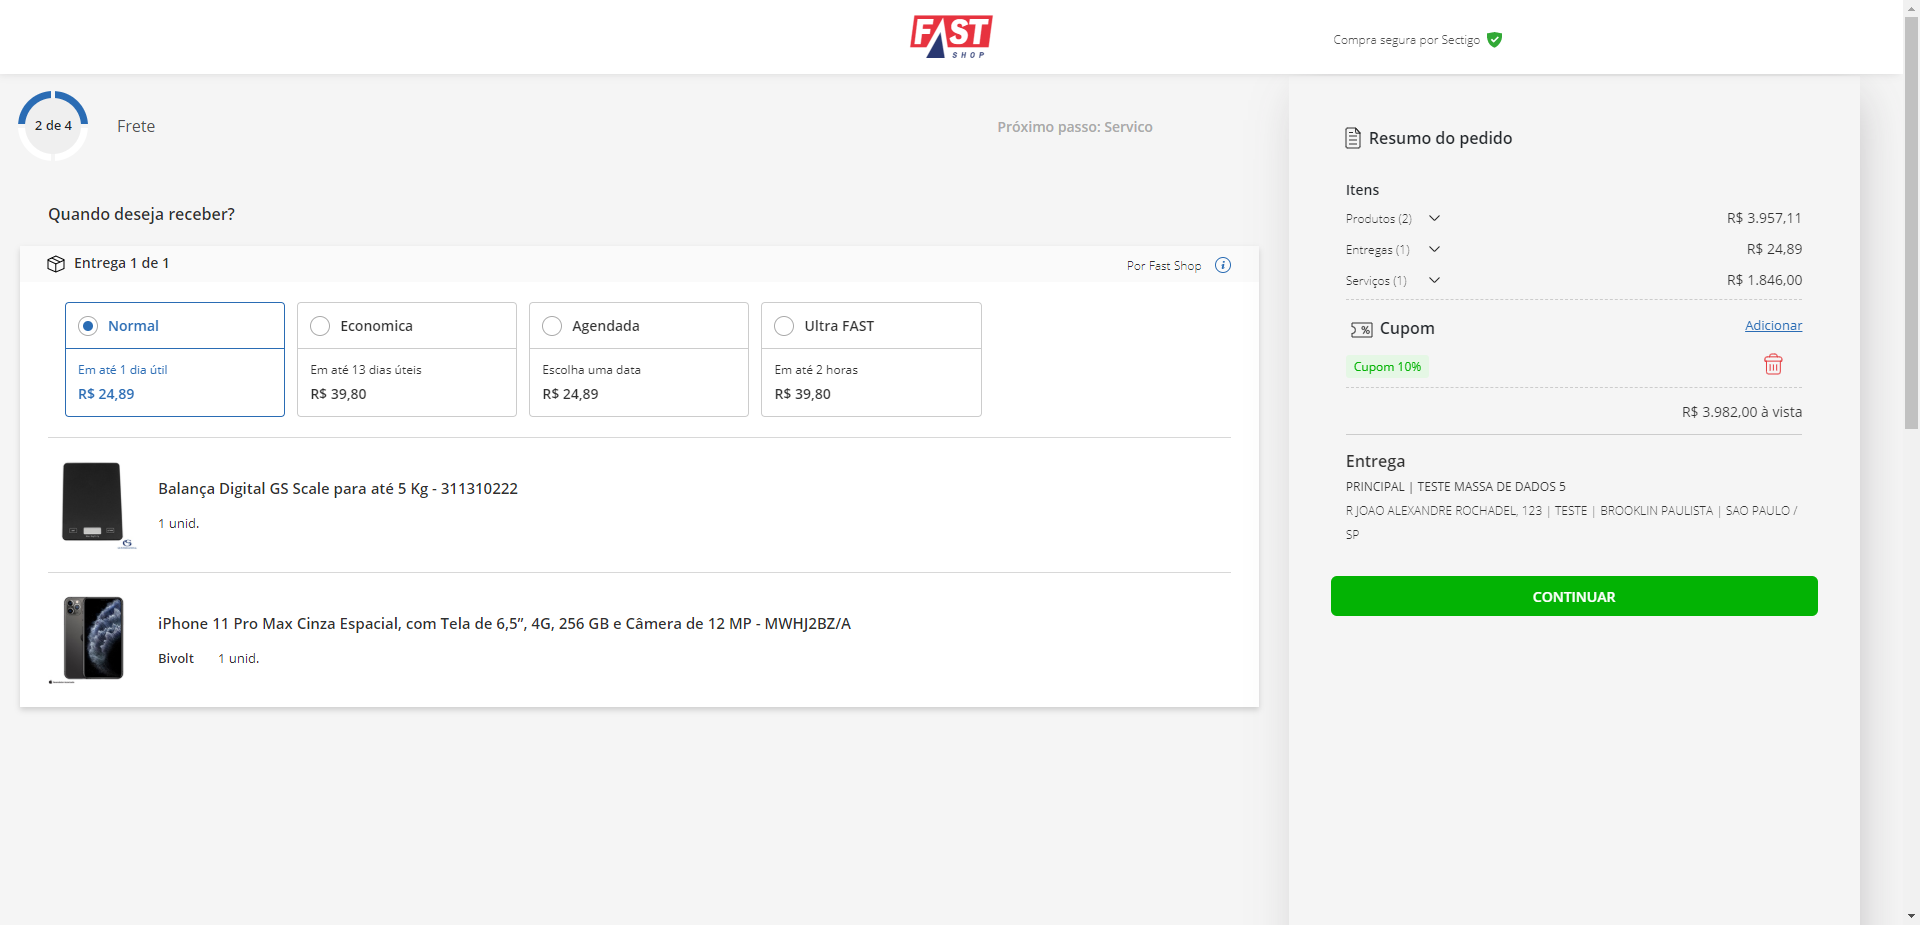 FAST
SHOP
Compra segura por Sectigo
2 de 4
Frete
Próximo passo: Servico
Quando deseja receber?
Entrega 1 de 1
Por Fast Shop
Normal
Em até 1 dia útil
R$ 24,89
Economica
Em até 13 dias úteis
R$ 39,80
Agendada
Escolha uma data
R$ 24,89
Ultra FAST
Em até 2 horas
R$ 39,80
Balança Digital GS Scale para até 5 Kg - 311310222
1 unid.
iPhone 11 Pro Max Cinza Espacial, com Tela de 6,5”, 4G, 256 GB e Câmera de 12 MP - MWHJ2BZ/A
Bivolt 1 unid.
Resumo do pedido
Itens
Produtos (2) R$ 3.957,11
Entregas (1) R$ 24,89
Serviços (1) R$ 1.846,00
Cupom Adicionar
Cupom 10%
R$ 3.982,00 à vista
Entrega
PRINCIPAL | TESTE MASSA DE DADOS 5
R JOAO ALEXANDRE ROCHADEL, 123 | TESTE | BROOKLIN PAULISTA | SAO PAULO /
SP
CONTINUAR